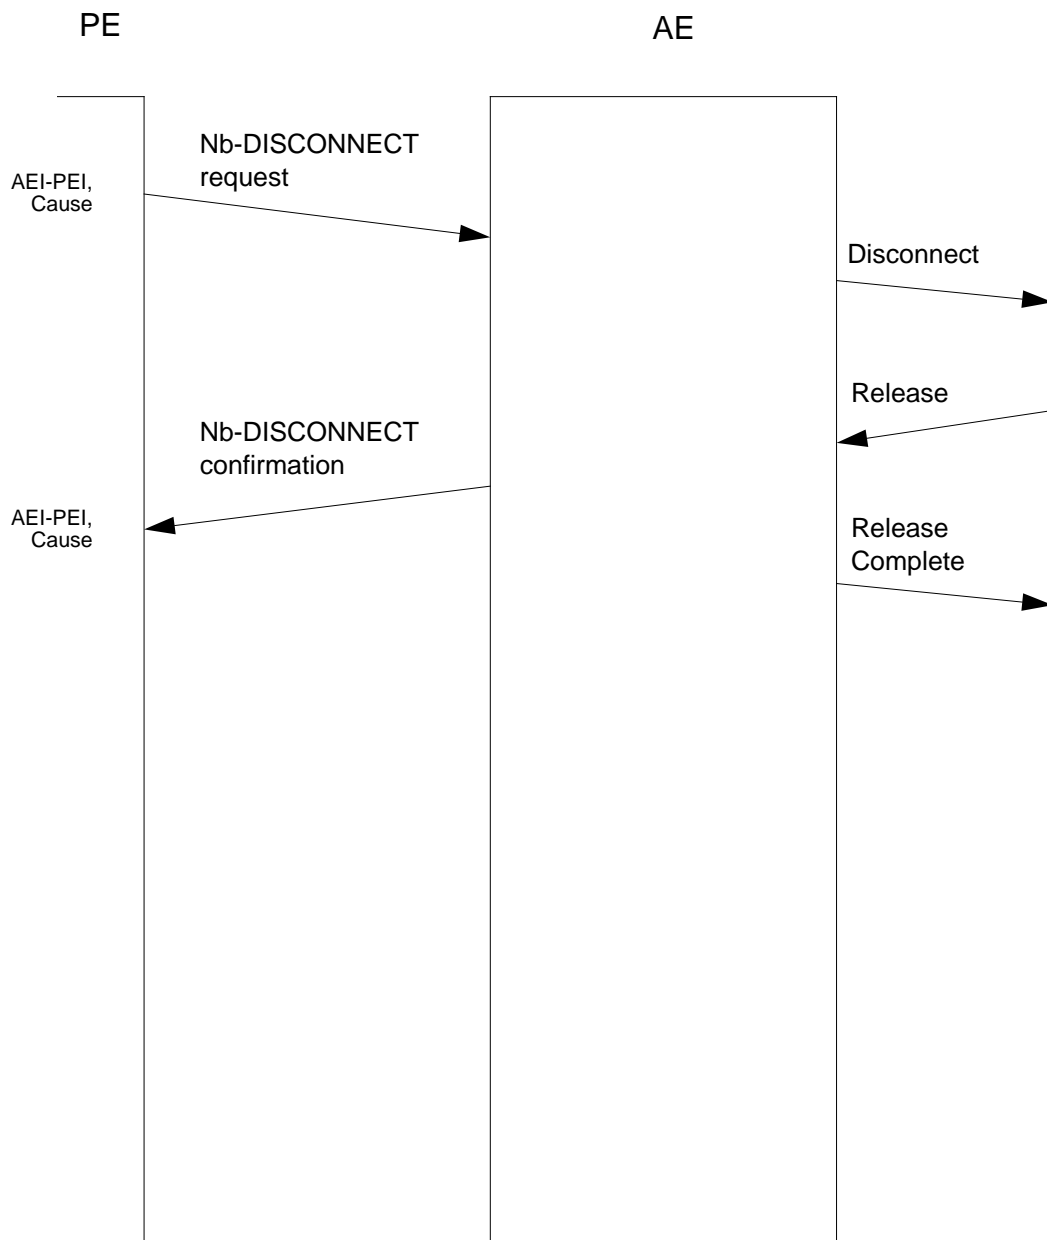 PE
AE
Nb-DISCONNECT
request
AEI-PEI,
Cause
Disconnect
Release
Nb-DISCONNECT
confirmation
AEI-PEI,
Cause
Release
Complete